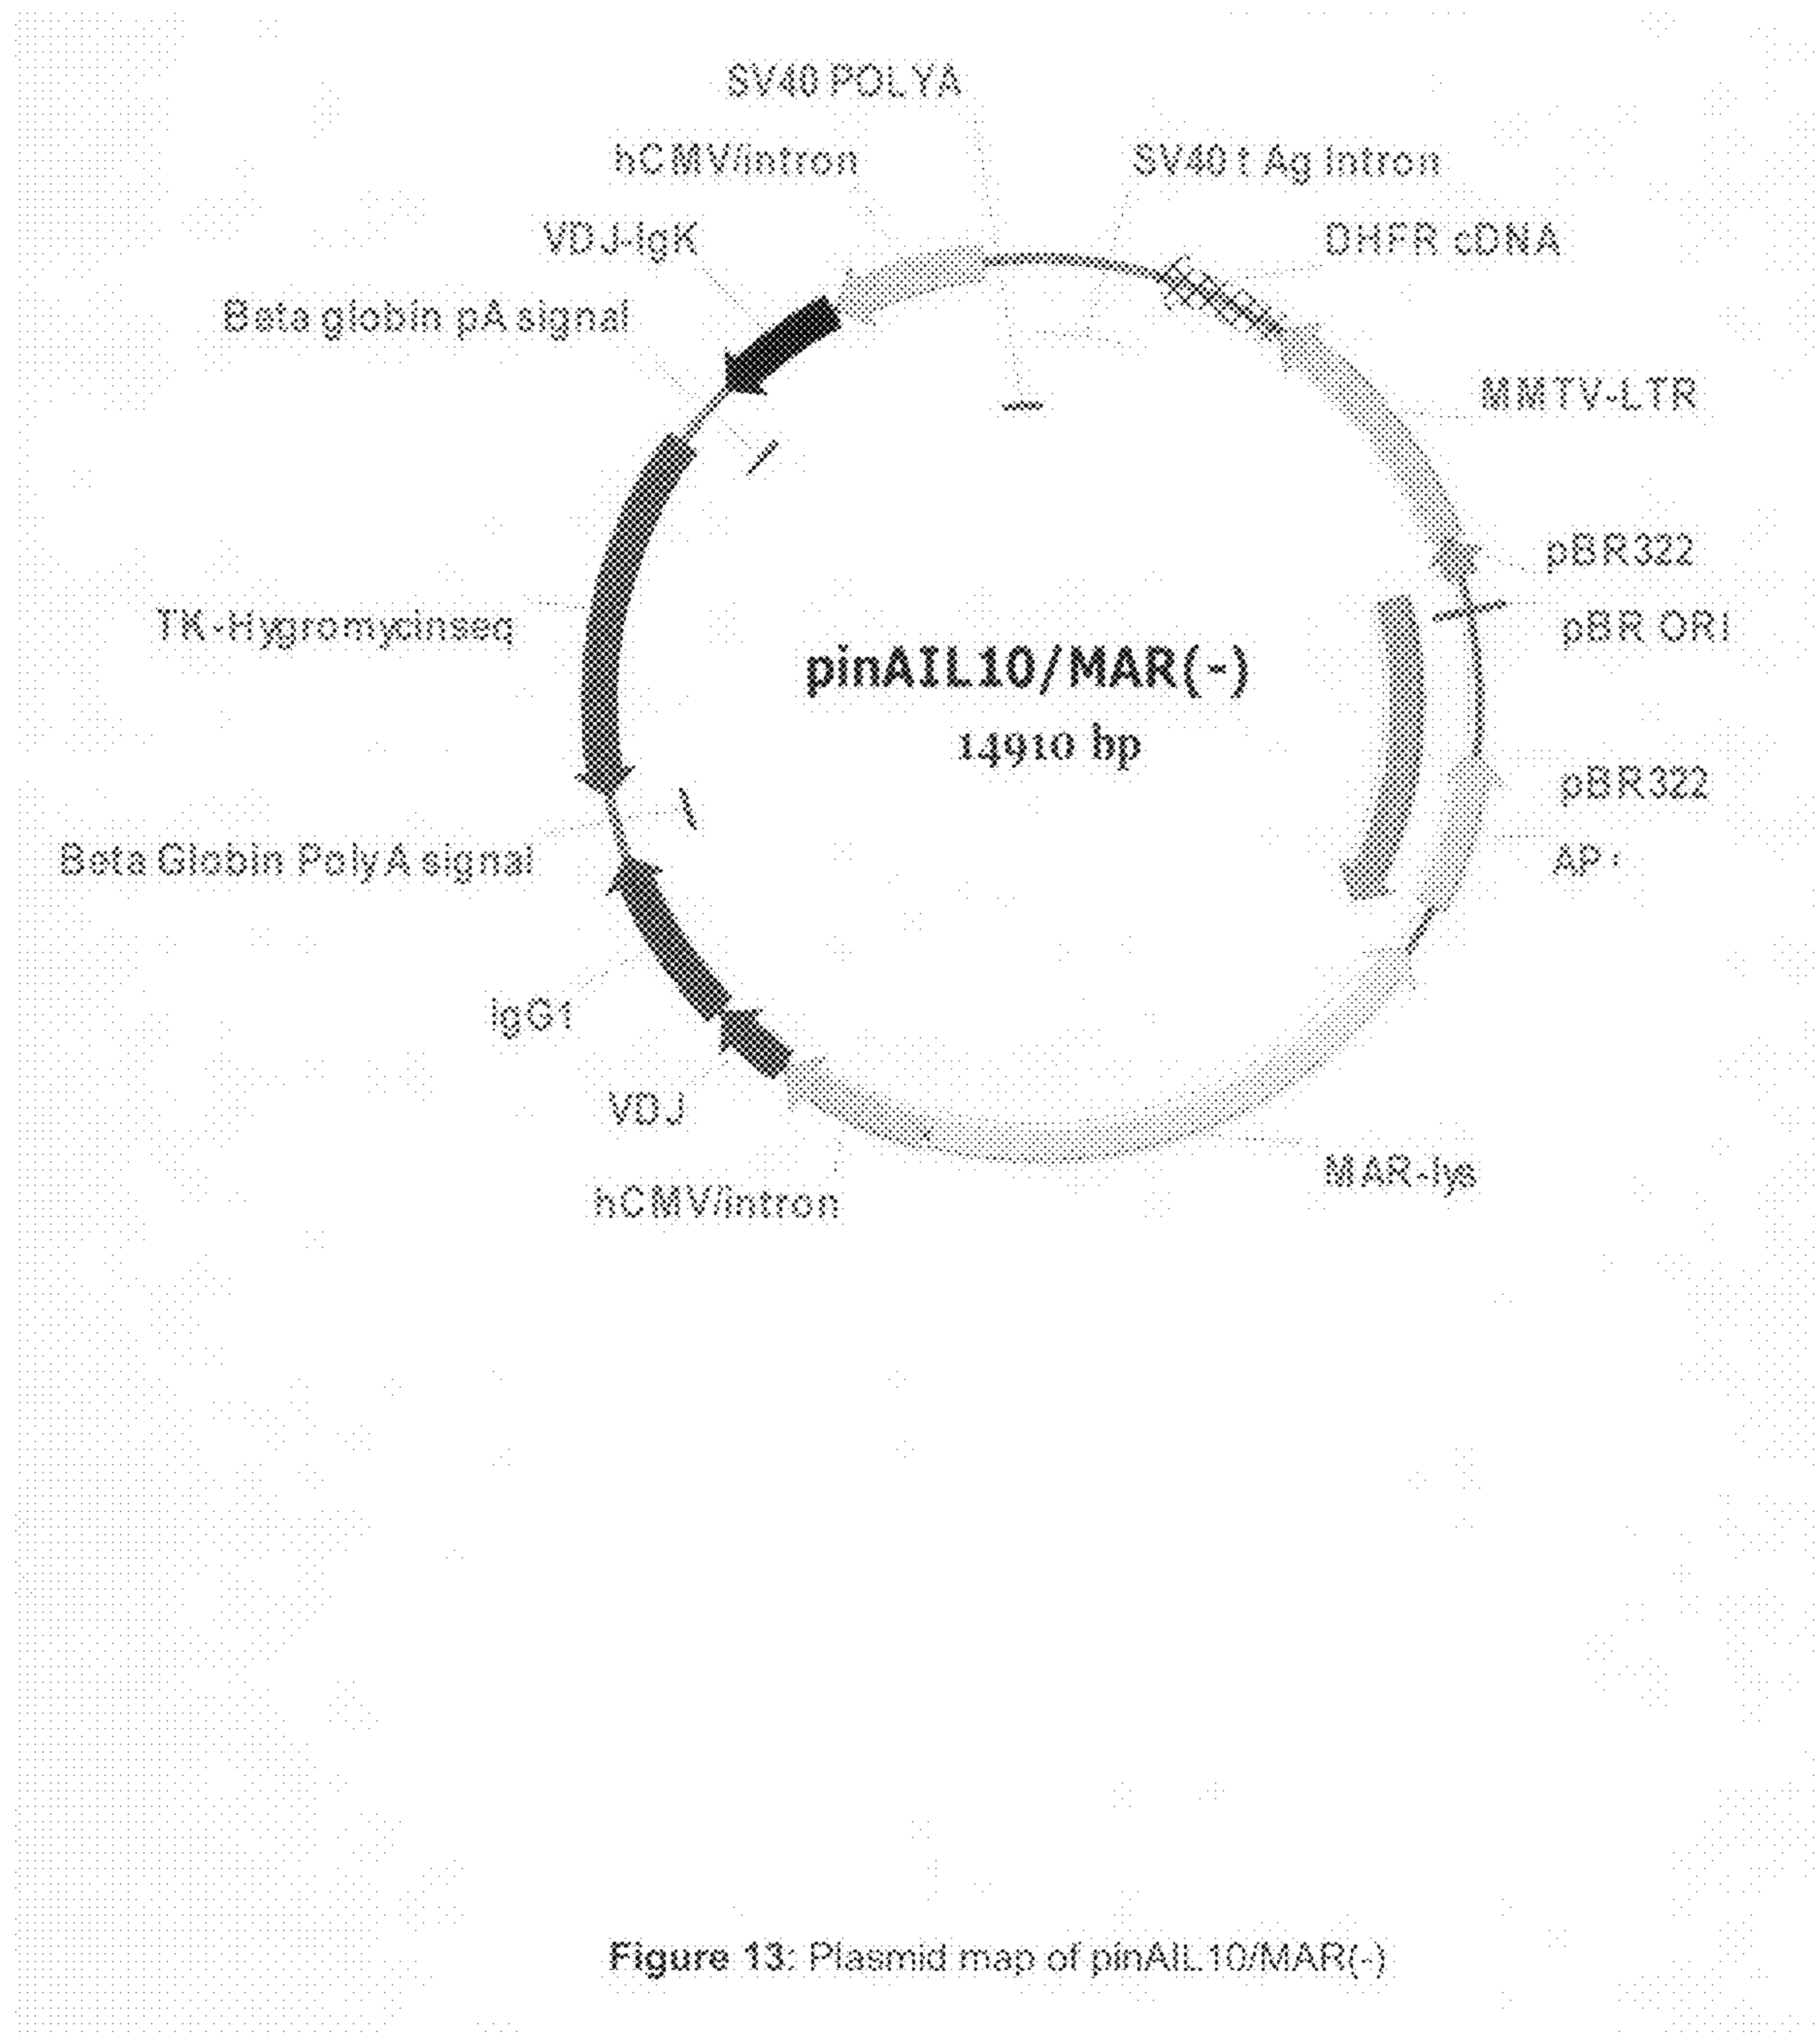 SV40 POLYA
hCMV/intron
SV40 t Ag Intron
VDJ-IgK
DHFR cDNA
Beta globin pA signal
MMTV-LTR
pBR322
TK-Hygromycinseq
pBR ORI
pinAIL10/MAR(-)
14910 bp
pBR322
Beta Globin PolyA signal
AP r
IgG1
VDJ
MAR-lys
hCMV/intron
Figure 13: Plasmid map of pinAIL10/MAR(-)